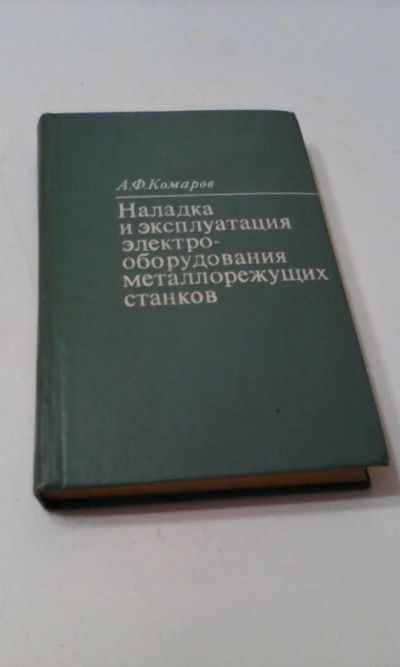 А.Ф.Комаров
Наладка
и эксплуатация
электро-
оборудования
металлорежущих
станков